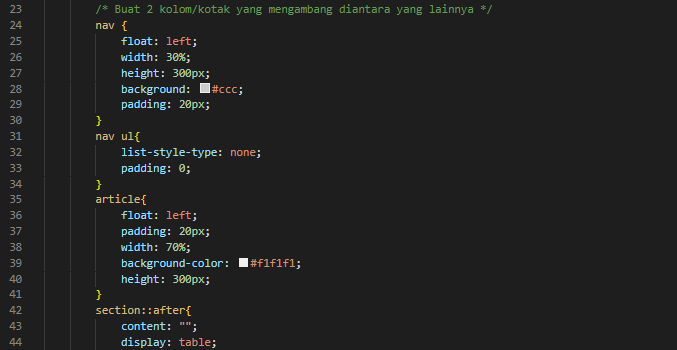 23 /* Buat 2 kolom/kotak yang mengambang diantara yang lainnya */
24 nav {
25 float: left;
26 width: 30%;
27 height: 300px;
28 background: #ccc;
29 padding: 20px;
30 }
31 nav ul{
32 list-style-type: none;
33 padding: 0;
34 }
35 article{
36 float: left;
37 padding: 20px;
38 width: 70%;
39 background-color: #f1f1f1;
40 height: 300px;
41 }
42 section::after{
43 content: "";
44 display: table;